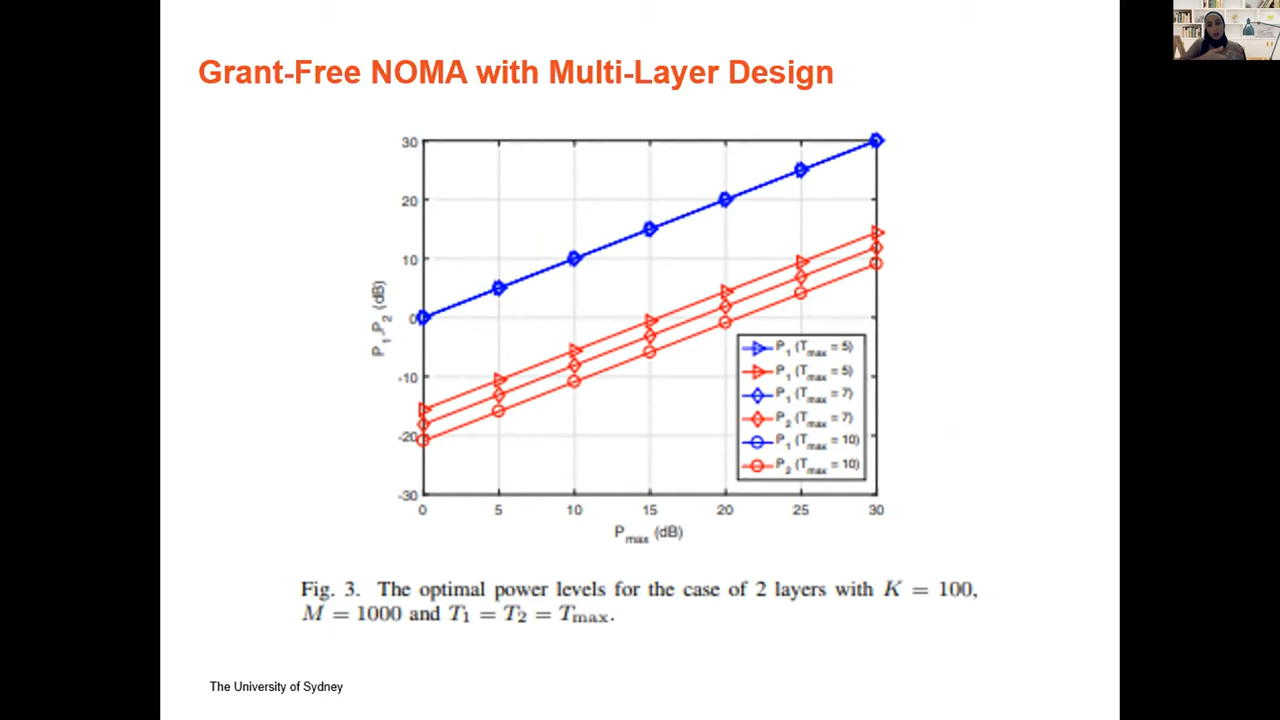 Grant-Free NOMA with Multi-Layer Design
30
20
10
0
-10
-20
-30
P1,P2 (dB)
P1 (Tmax = 5)
P1 (Tmax = 5)
P1 (Tmax = 7)
P2 (Tmax = 7)
P1 (Tmax = 10)
P2 (Tmax = 10)
0 5 10 15 20 25 30
Pmax (dB)
Fig. 3. The optimal power levels for the case of 2 layers with K = 100,
M = 1000 and T1 = T2 = Tmax.
The University of Sydney